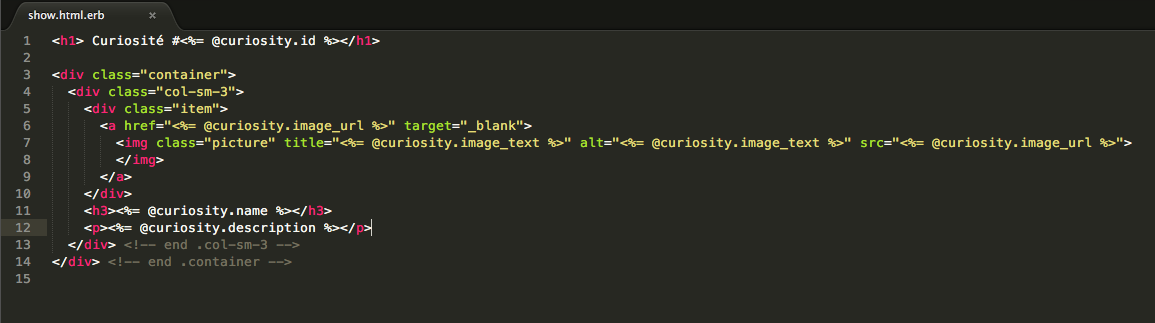 show.html.erb ×
1 <h1> Curiosité #<%= @curiosity.id %></h1>
2
3 <div class="container">
4   <div class="col-sm-3">
5     <div class="item">
6       <a href="<%= @curiosity.image_url %>" target="_blank">
7         <img class="picture" title="<%= @curiosity.image_text %>" alt="<%= @curiosity.image_text %>" src="<%= @curiosity.image_url %>">
8         </img>
9       </a>
10     </div>
11     <h3><%= @curiosity.name %></h3>
12     <p><%= @curiosity.description %></p>
13   </div> <!-- end .col-sm-3 -->
14 </div> <!-- end .container -->
15